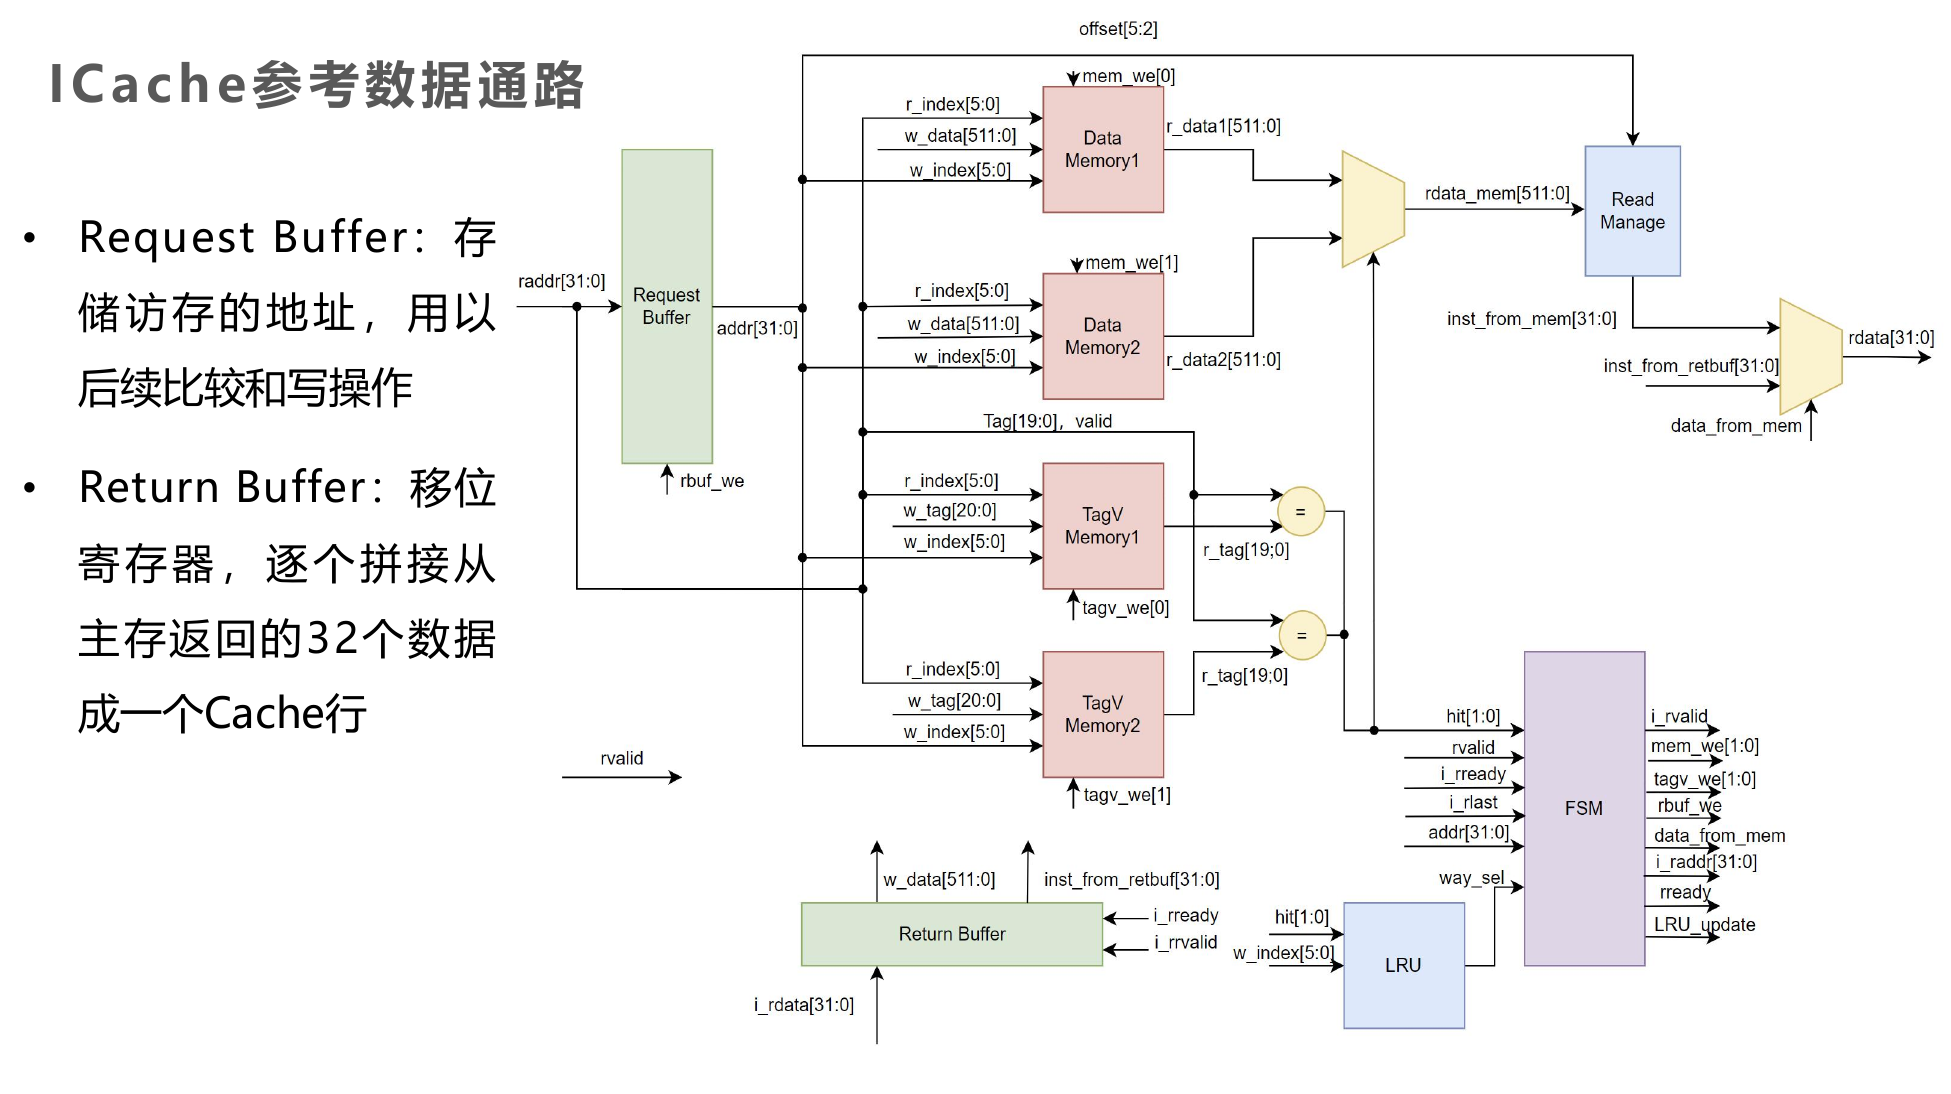 ICache参考数据通路
• Request Buffer：存
储访存的地址，用以
后续比较和写操作
• Return Buffer：移位
寄存器，逐个拼接从
主存返回的32个数据
成一个Cache行
offset[5:2]
mem_we[0]
r_index[5:0]
w_data[511:0]
w_index[5:0]
Data
Memory1
r_data1[511:0]
raddr[31:0]
Request
Buffer
addr[31:0]
rbuf_we
mem_we[1]
r_index[5:0]
w_data[511:0]
w_index[5:0]
Data
Memory2
r_data2[511:0]
rdata_mem[511:0]
Read
Manage
inst_from_mem[31:0]
inst_from_retbuf[31:0]
data_from_mem
rdata[31:0]
Tag[19:0]，valid
r_index[5:0]
w_tag[20:0]
w_index[5:0]
TagV
Memory1
tagv_we[0]
=
r_tag[19;0]
r_index[5:0]
w_tag[20:0]
w_index[5:0]
TagV
Memory2
tagv_we[1]
=
r_tag[19;0]
rvalid
w_data[511:0]
inst_from_retbuf[31:0]
Return Buffer
i_rready
i_rrvalid
i_rdata[31:0]
hit[1:0]
w_index[5:0]
LRU
way_sel
hit[1:0]
rvalid
i_rready
i_rlast
addr[31:0]
FSM
i_rvalid
mem_we[1:0]
tagv_we[1:0]
rbuf_we
data_from_mem
i_raddr[31:0]
rready
LRU_update